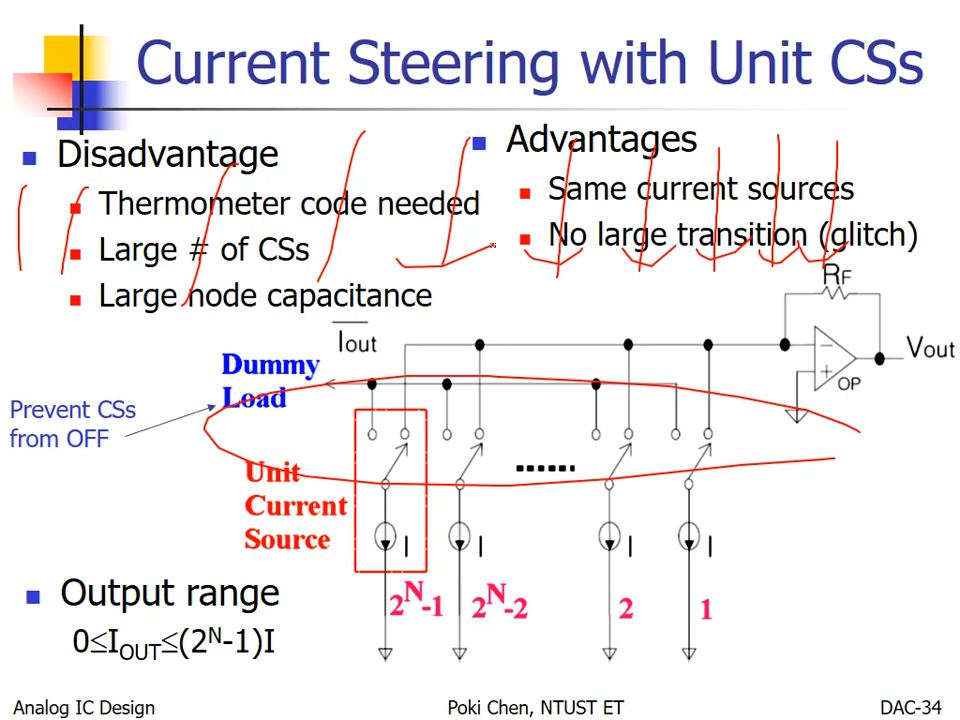 Current Steering with Unit CSs
Disadvantage
Thermometer code needed
Large # of CSs
Large node capacitance
Advantages
Same current sources
No large transition (glitch)
RF
Iout
Vout
OP
Dummy
Load
Prevent CSs
from OFF
Unit
Current
Source
I
I
I
I
2^N-1
2^N-2
2
1
Output range
0≤IOUT≤(2^N-1)I
Analog IC Design
Poki Chen, NTUST ET
DAC-34